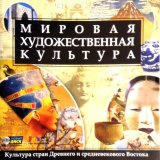 МИРОВАЯ
ХУДОЖЕСТВЕННАЯ
КУЛЬТУРА
Культура стран Древнего и средневекового Востока